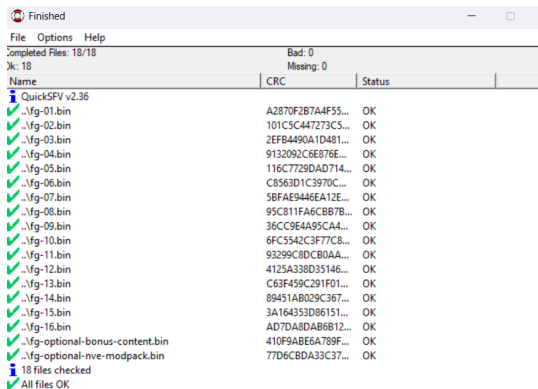 Finished
File Options Help
Completed Files: 18/18 Bad: 0
Ok: 18 Missing: 0
Name CRC Status
QuickSFV v2.36
..\fg-01.bin A2870F2B7A4F55... OK
..\fg-02.bin 101C5C447273C5... OK
..\fg-03.bin 2EFB4490A1D481... OK
..\fg-04.bin 9132092C6E876E... OK
..\fg-05.bin 116C7729DAD714... OK
..\fg-06.bin C8563D1C3970C... OK
..\fg-07.bin 5BFAE9446EA12E... OK
..\fg-08.bin 95C811FA6CBB7B... OK
..\fg-09.bin 36CC9E4A95CA4... OK
..\fg-10.bin 6FC5542C3F77C8... OK
..\fg-11.bin 93299C8DCB0AA... OK
..\fg-12.bin 4125A338D35146... OK
..\fg-13.bin C63F459C291F01... OK
..\fg-14.bin 89451AB029C367... OK
..\fg-15.bin 3A164353D86151... OK
..\fg-16.bin AD7DA8DAB6B12... OK
..\fg-optional-bonus-content.bin 410F9ABE6A789F... OK
..\fg-optional-nve-modpack.bin 77D6CBDA33C37... OK
18 files checked
All files OK